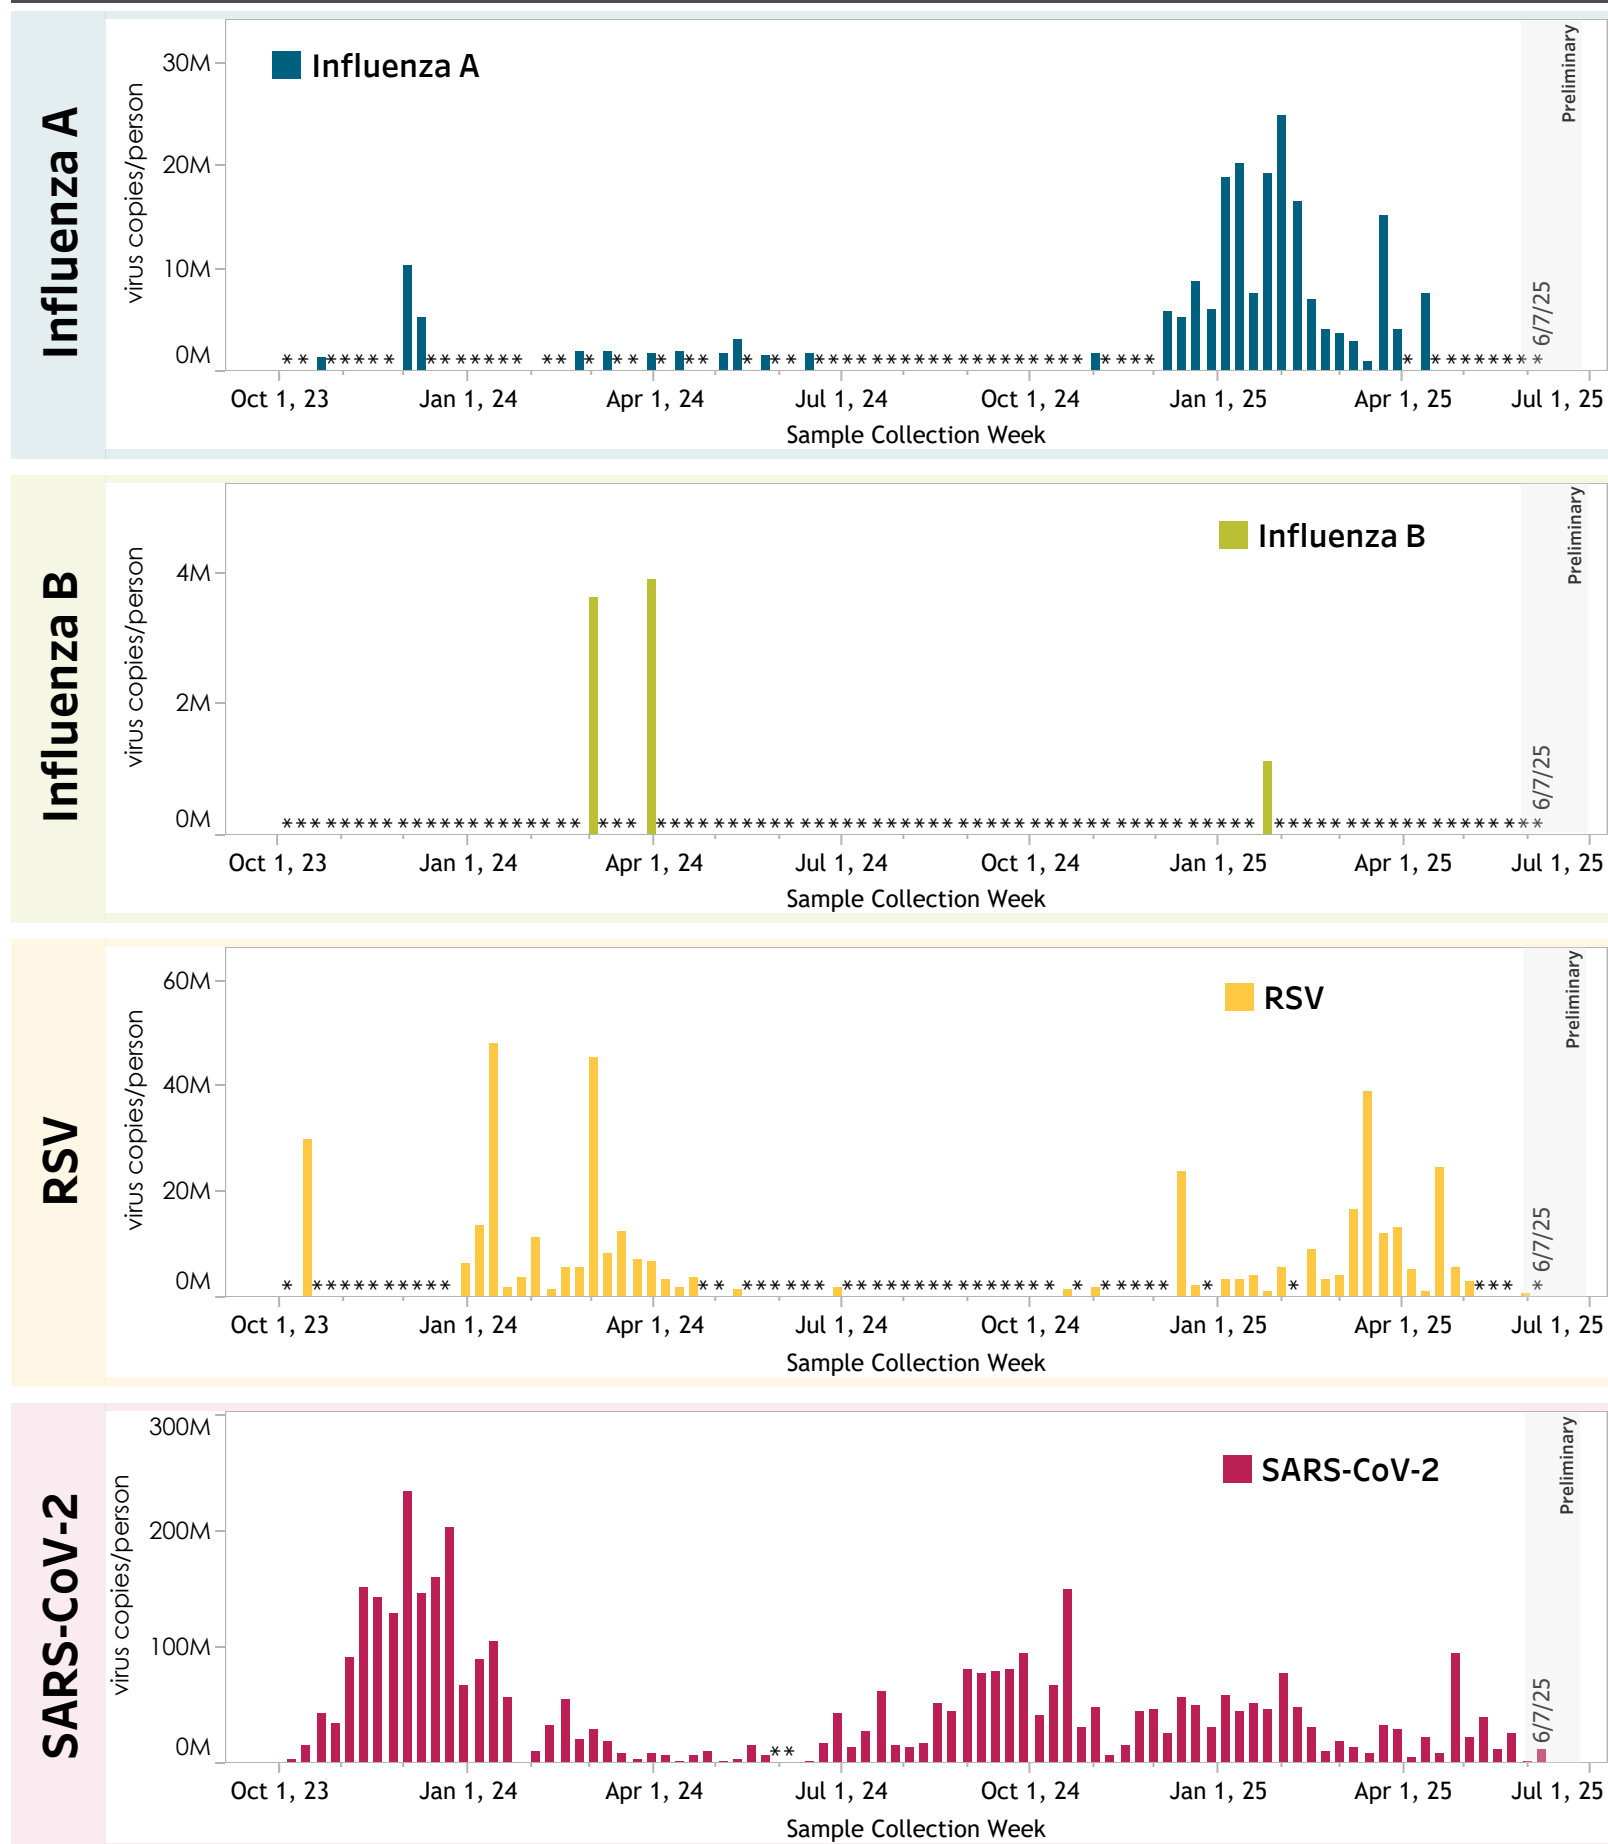 Influenza A
virus copies/person
30M
20M
10M
0M
Influenza A
Preliminary
6/7/25
Oct 1, 23 Jan 1, 24 Apr 1, 24 Jul 1, 24 Oct 1, 24 Jan 1, 25 Apr 1, 25 Jul 1, 25
Sample Collection Week
Influenza B
virus copies/person
4M
2M
0M
Influenza B
Preliminary
6/7/25
Oct 1, 23 Jan 1, 24 Apr 1, 24 Jul 1, 24 Oct 1, 24 Jan 1, 25 Apr 1, 25 Jul 1, 25
Sample Collection Week
RSV
virus copies/person
60M
40M
20M
0M
RSV
Preliminary
6/7/25
Oct 1, 23 Jan 1, 24 Apr 1, 24 Jul 1, 24 Oct 1, 24 Jan 1, 25 Apr 1, 25 Jul 1, 25
Sample Collection Week
SARS-CoV-2
virus copies/person
300M
200M
100M
0M
SARS-CoV-2
Preliminary
6/7/25
Oct 1, 23 Jan 1, 24 Apr 1, 24 Jul 1, 24 Oct 1, 24 Jan 1, 25 Apr 1, 25 Jul 1, 25
Sample Collection Week